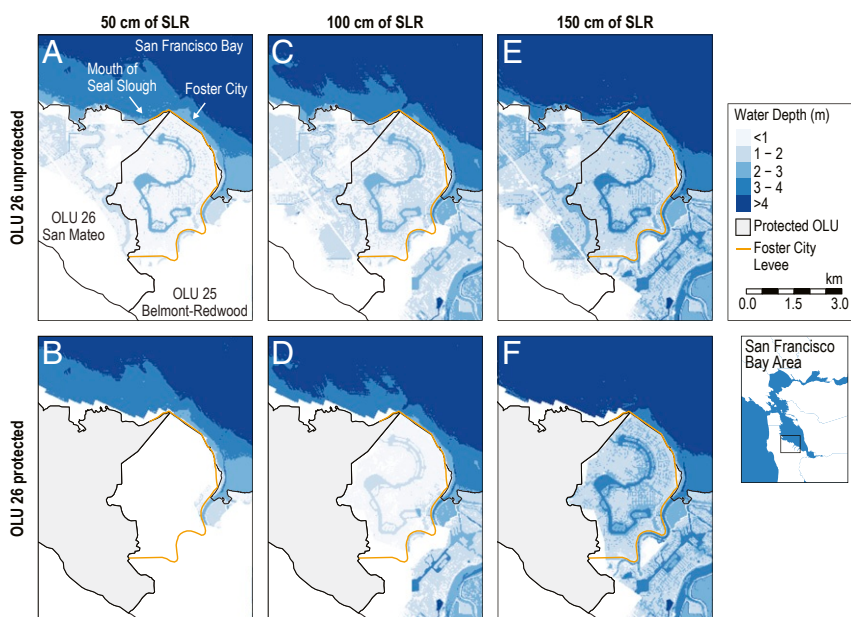 50 cm of SLR
100 cm of SLR
150 cm of SLR
OLU 26 unprotected
A
San Francisco Bay
Mouth of
Seal Slough
Foster City
OLU 26
San Mateo
OLU 25
Belmont-Redwood
C
E
Water Depth (m)
<1
1 – 2
2 – 3
3 – 4
>4
Protected OLU
Foster City
Levee
km
0.0 1.5 3.0
OLU 26 protected
B
D
F
San Francisco
Bay Area